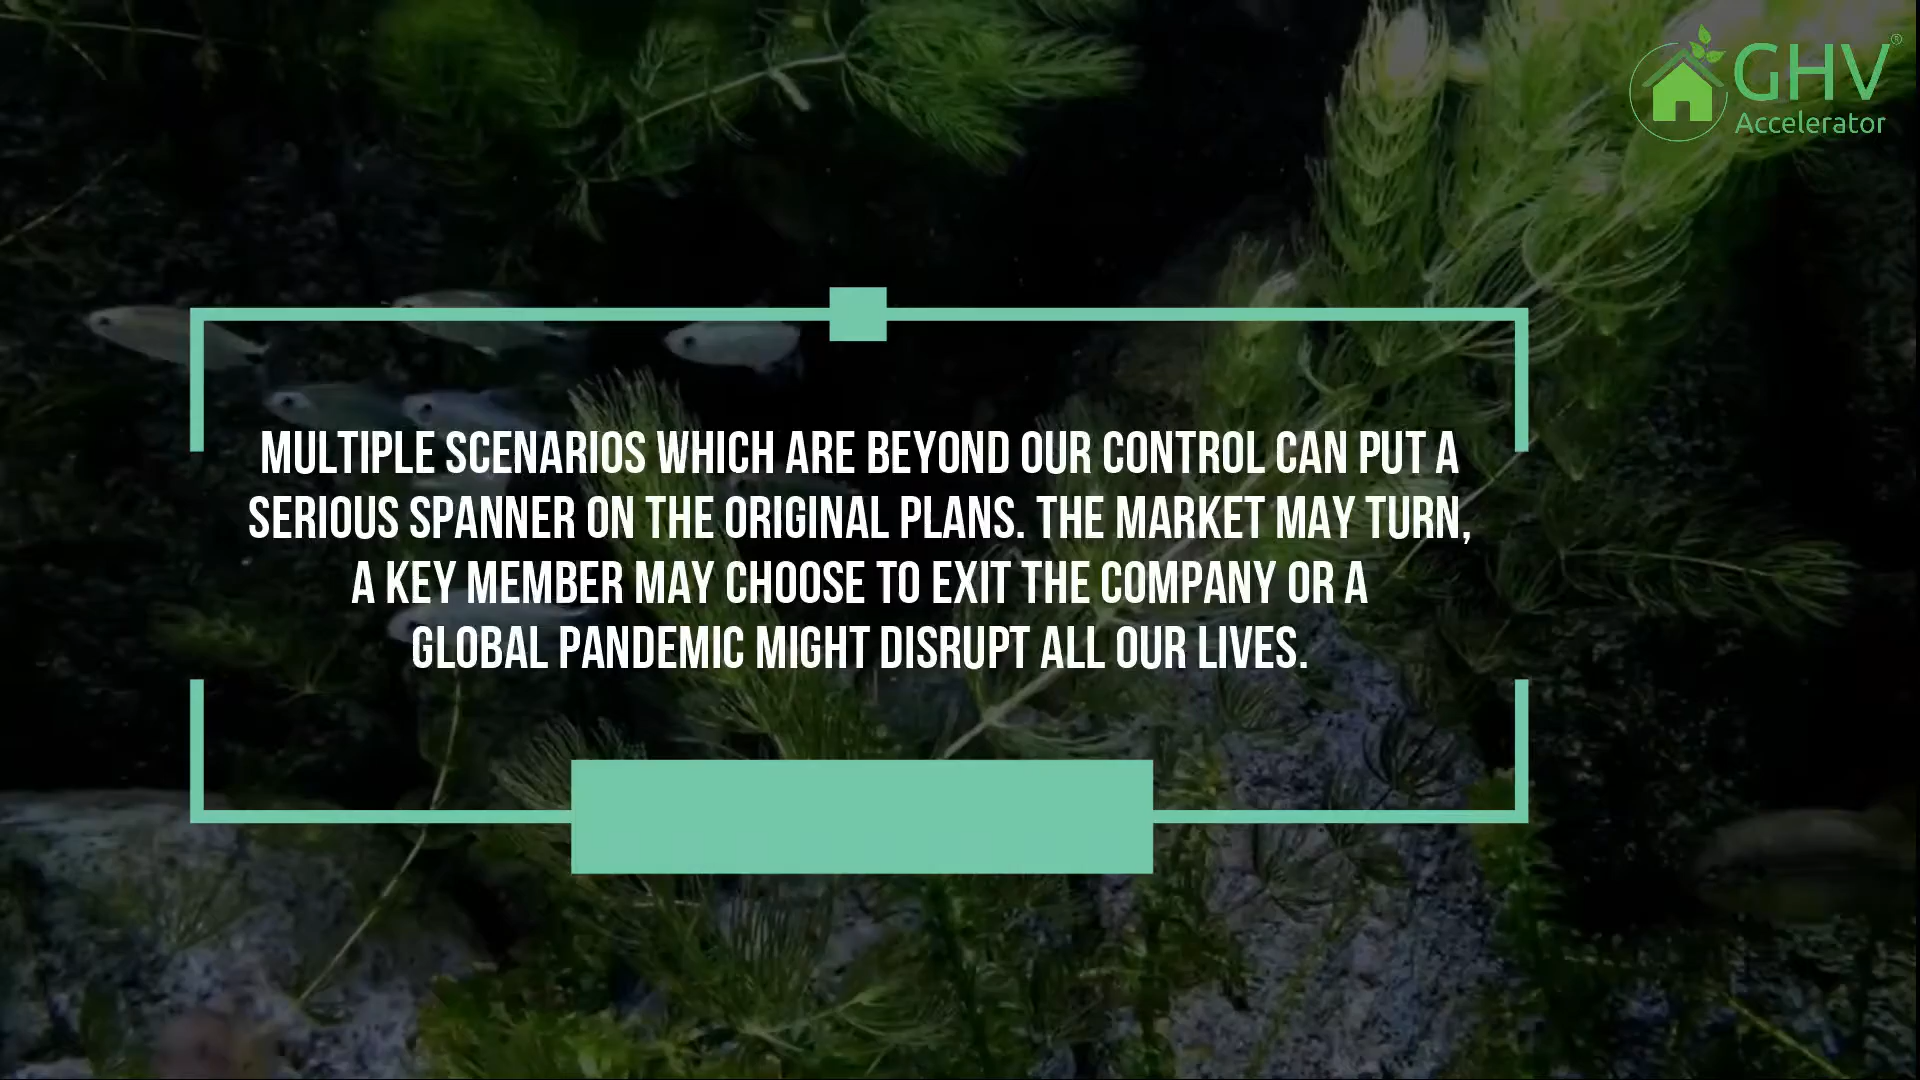 GHV®
Accelerator
MULTIPLE SCENARIOS WHICH ARE BEYOND OUR CONTROL CAN PUT A
SERIOUS SPANNER ON THE ORIGINAL PLANS. THE MARKET MAY TURN,
A KEY MEMBER MAY CHOOSE TO EXIT THE COMPANY OR A
GLOBAL PANDEMIC MIGHT DISRUPT ALL OUR LIVES.